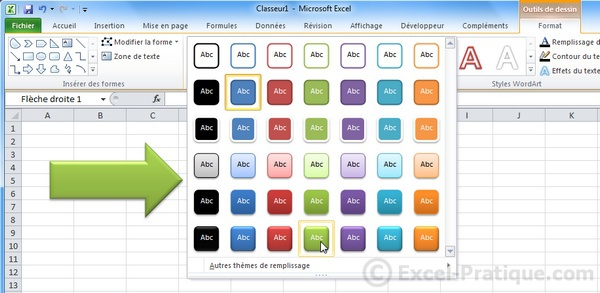 Classeur1 - Microsoft Excel
Outils de dessin
Fichier Accueil Insertion Mise en page Formules Données Révision Affichage Développeur Compléments Format
Modifier la forme
Zone de texte
Insérer des formes
Remplissage d
Contour du te
Effets du texte
Styles WordArt
Flèche droite 1
fx
A B C I J K
1
2
3
4
5
6
7
8
9
10
11
12
13
Abc Abc Abc Abc Abc Abc Abc
Abc Abc Abc Abc Abc Abc Abc
Abc Abc Abc Abc Abc Abc Abc
Abc Abc Abc Abc Abc Abc Abc
Abc Abc Abc Abc Abc Abc Abc
Abc Abc Abc Abc Abc Abc Abc
Autres thèmes de remplissage
© Excel-Pratique.com